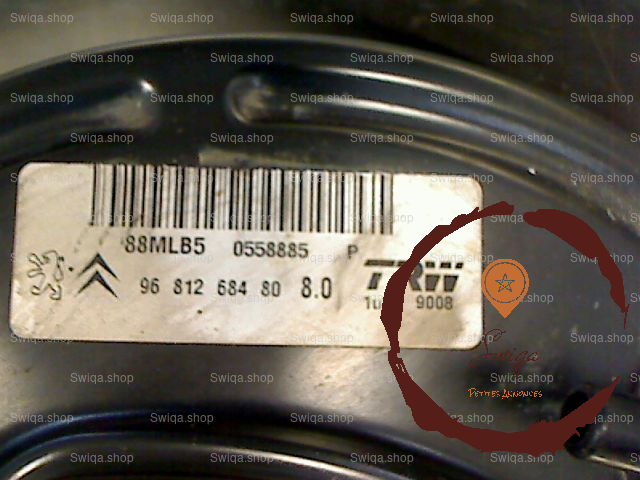 88MLB5 0558885 P
TRW
96 812 684 80 8.0
9008
Swiqa
PETITES ANNONCES
Swiqa.shop